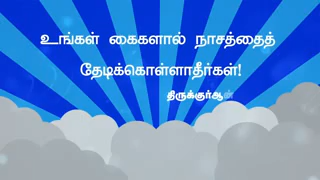 உங்கள் கைகளால் நாசத்தைத்
தேடிக்கொள்ளாதீர்கள்!
திருக்குர்ஆன்